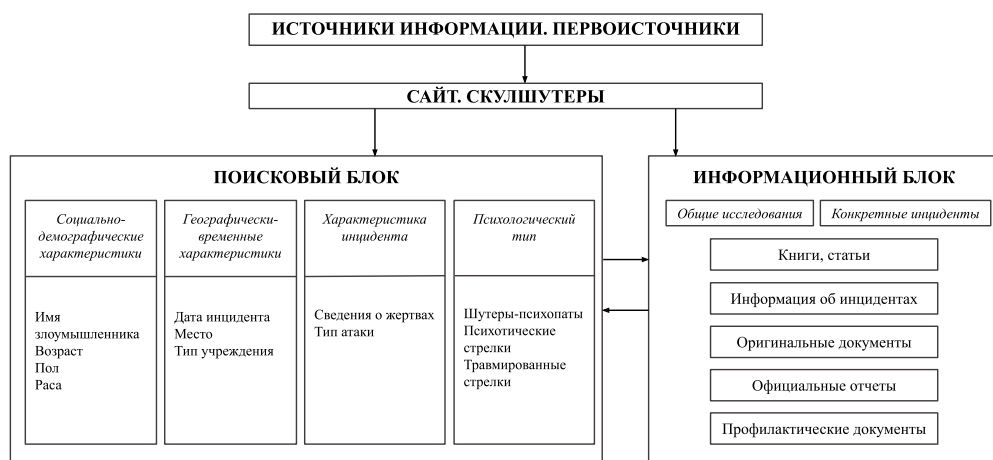 ИСТОЧНИКИ ИНФОРМАЦИИ. ПЕРВОИСТОЧНИКИ
САЙТ. СКУЛШУТЕРЫ
ПОИСКОВЫЙ БЛОК
Социально-
демографические
характеристики
Имя
злоумышленника
Возраст
Пол
Раса
Географически-
временные
характеристики
Дата инцидента
Место
Тип учреждения
Характеристика
инцидента
Сведения о жертвах
Тип атаки
Психологический
тип
Шутеры-психопаты
Психотические
стрелки
Травмированные
стрелки
ИНФОРМАЦИОННЫЙ БЛОК
Общие исследования
Конкретные инциденты
Книги, статьи
Информация об инцидентах
Оригинальные документы
Официальные отчеты
Профилактические документы